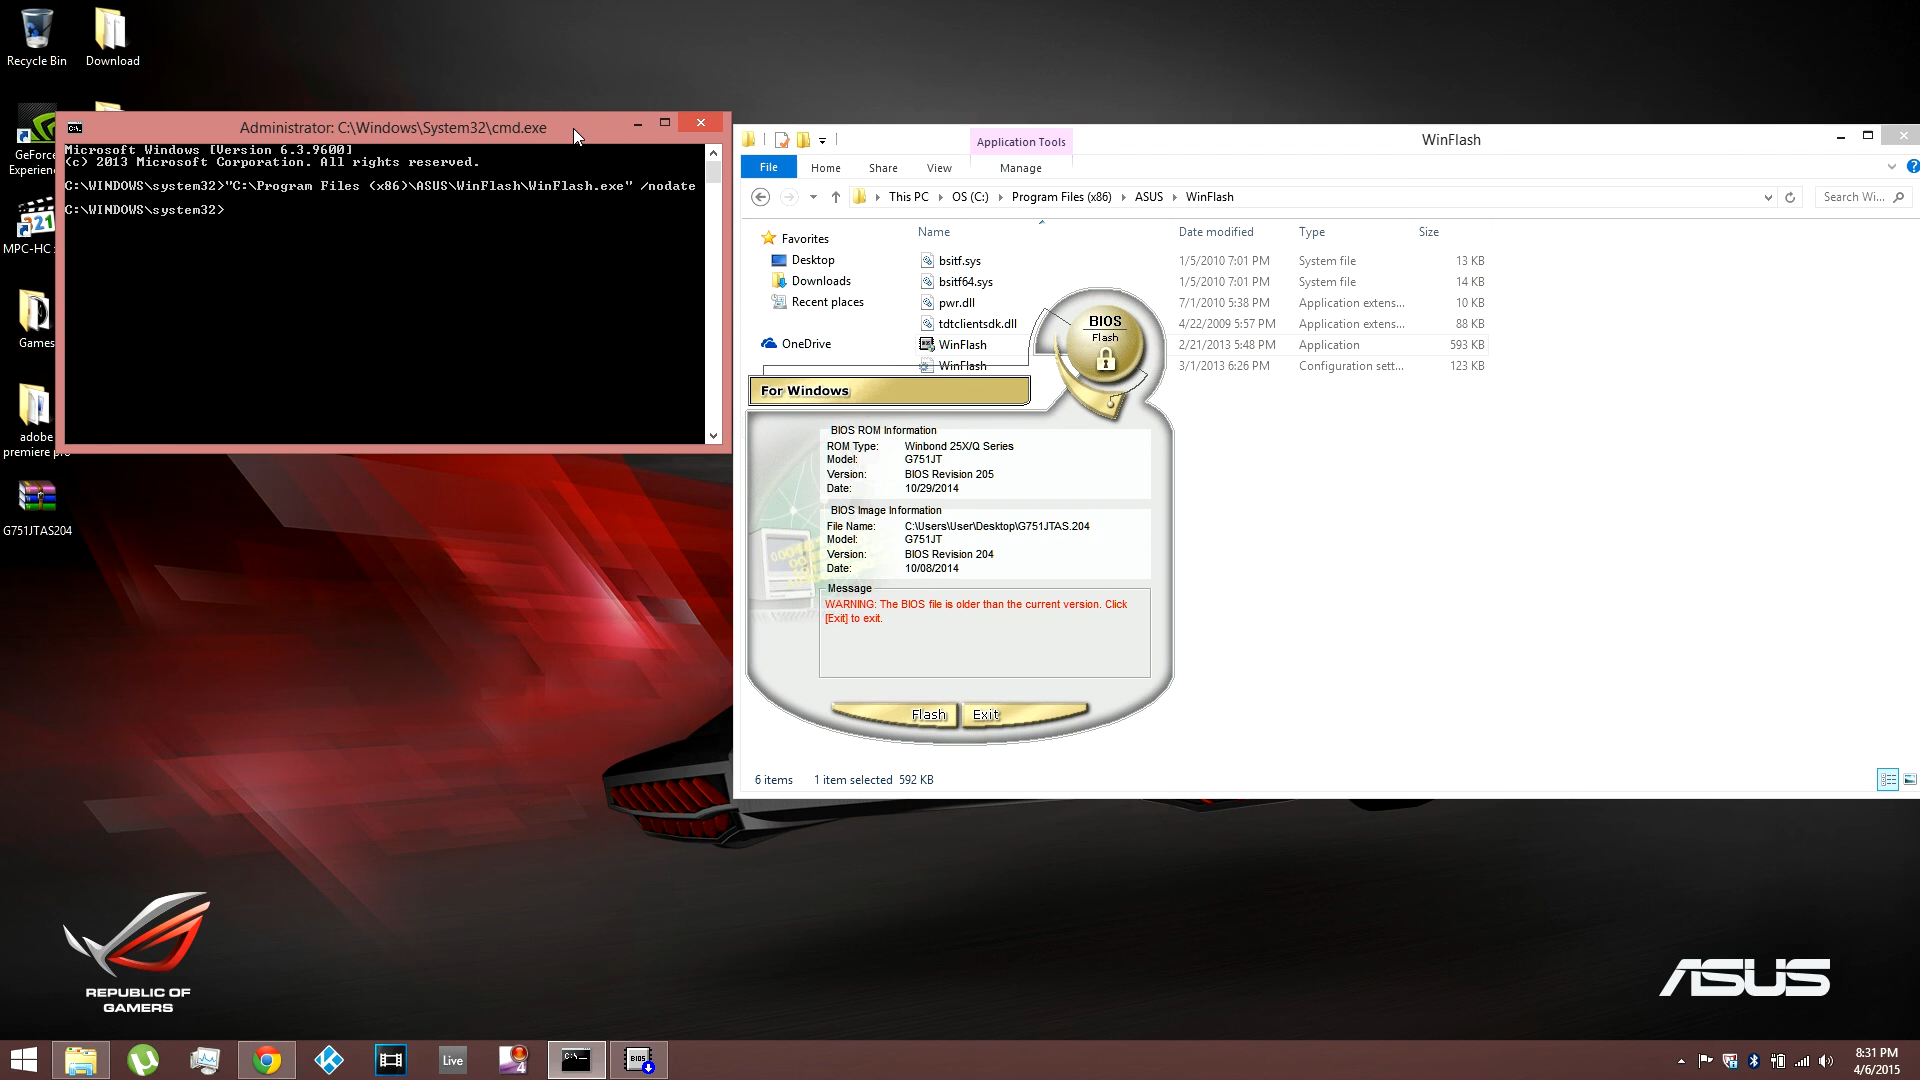 Recycle Bin
Download
GeForce
Experien
MPC-HC
Games
adobe
premiere pro
G751JTAS204
Administrator: C:\Windows\System32\cmd.exe
Microsoft Windows [Version 6.3.9600]
(c) 2013 Microsoft Corporation. All rights reserved.
C:\WINDOWS\system32>"C:\Program Files (x86)\ASUS\WinFlash\WinFlash.exe" /nodate
C:\WINDOWS\system32>
Application Tools
WinFlash
File Home Share View Manage
This PC OS (C:) Program Files (x86) ASUS WinFlash
Search Wi...
Favorites
Desktop
Downloads
Recent places
OneDrive
Name Date modified Type Size
bsitf.sys 1/5/2010 7:01 PM System file 13 KB
bsitf64.sys 1/5/2010 7:01 PM System file 14 KB
pwr.dll 7/1/2010 5:38 PM Application extens... 10 KB
tdtclientsdk.dll 4/22/2009 5:57 PM Application extens... 88 KB
WinFlash 2/21/2013 5:48 PM Application 593 KB
WinFlash 3/1/2013 6:26 PM Configuration sett... 123 KB
BIOS
Flash
For Windows
BIOS ROM Information
ROM Type: Winbond 25X/Q Series
Model: G751JT
Version: BIOS Revision 205
Date: 10/29/2014
BIOS Image Information
File Name: C:\Users\User\Desktop\G751JTAS.204
Model: G751JT
Version: BIOS Revision 204
Date: 10/08/2014
Message
WARNING: The BIOS file is older than the current version. Click
[Exit] to exit.
Flash Exit
6 items 1 item selected 592 KB
REPUBLIC OF
GAMERS
ASUS
Live
4
C:\
BIOS
8:31 PM
4/6/2015